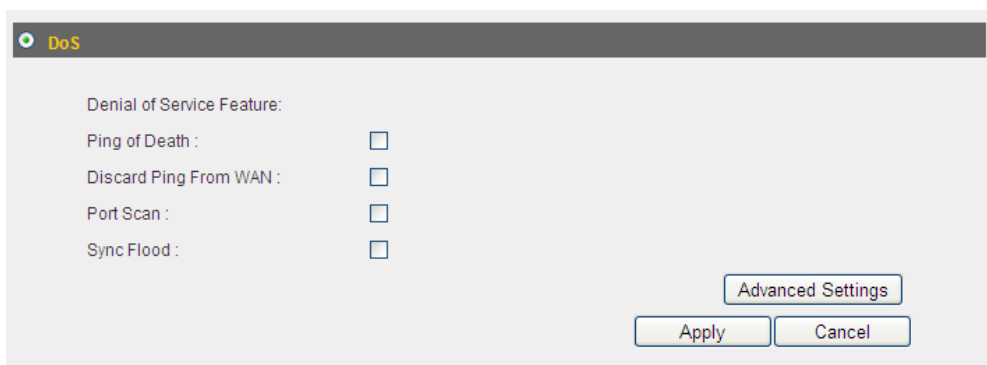 DoS
Denial of Service Feature:
Ping of Death :
Discard Ping From WAN :
Port Scan :
Sync Flood :
Advanced Settings
Apply Cancel